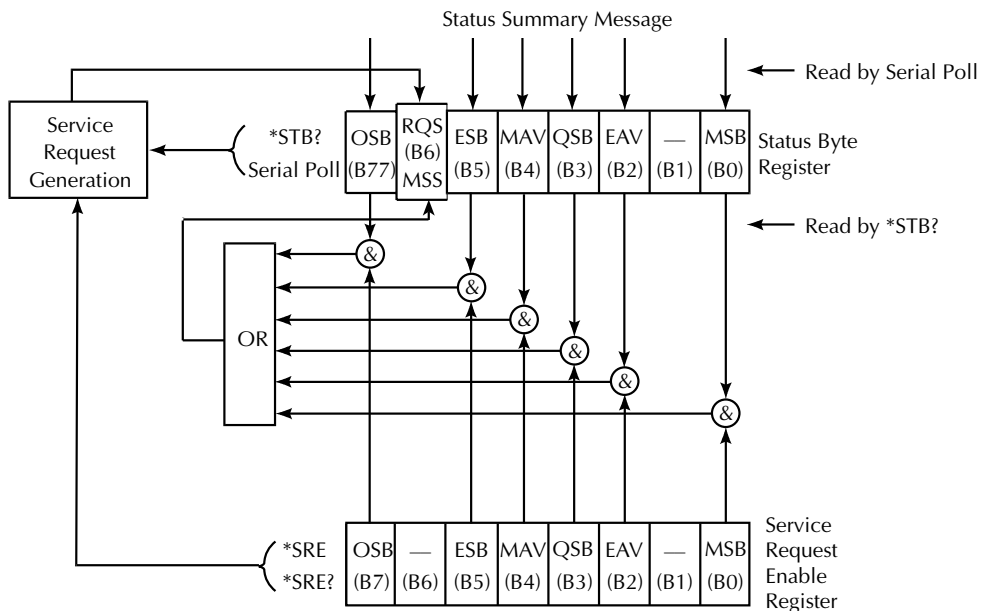 Status Summary Message
Read by Serial Poll
Service
Request
Generation
*STB?
Serial Poll
OSB
(B77)
RQS
(B6)
MSS
ESB
(B5)
MAV
(B4)
QSB
(B3)
EAV
(B2)
—
(B1)
MSB
(B0)
Status Byte
Register
Read by *STB?
&
&
&
&
&
&
OR
*SRE
*SRE?
OSB
(B7)
—
(B6)
ESB
(B5)
MAV
(B4)
QSB
(B3)
EAV
(B2)
—
(B1)
MSB
(B0)
Service
Request
Enable
Register